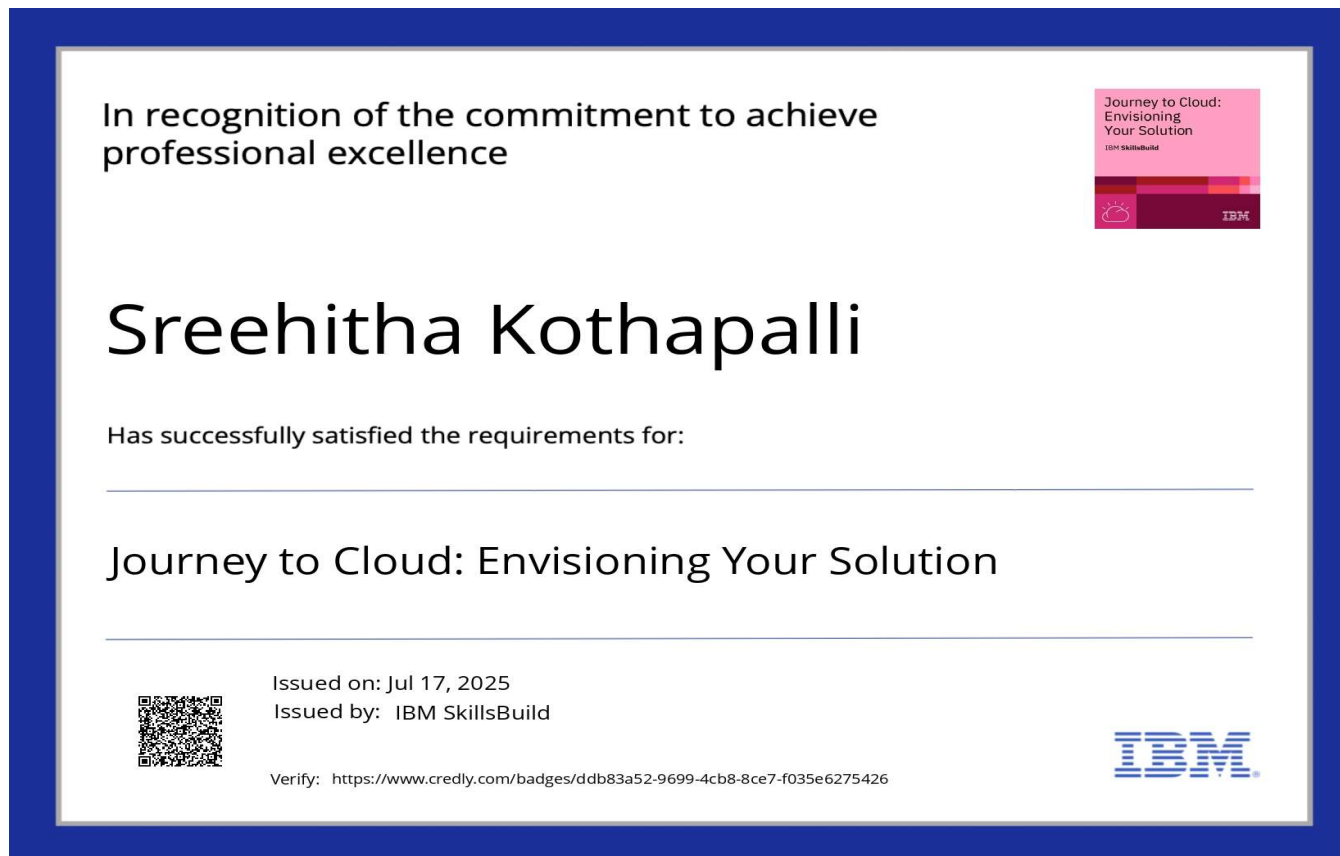 In recognition of the commitment to achieve
professional excellence
Journey to Cloud:
Envisioning
Your Solution
IBM SkillsBuild
IBM
Sreehitha Kothapalli
Has successfully satisfied the requirements for:
Journey to Cloud: Envisioning Your Solution
Issued on: Jul 17, 2025
Issued by: IBM SkillsBuild
Verify: https://www.credly.com/badges/ddb83a52-9699-4cb8-8ce7-f035e6275426
IBM